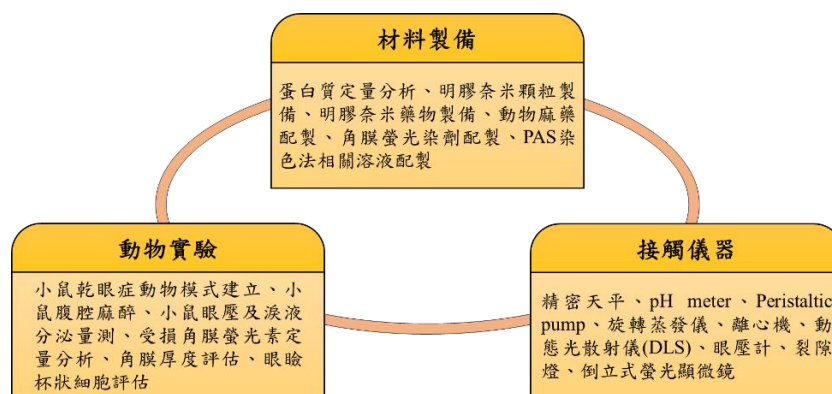 材料製備
蛋白質定量分析、明膠奈米顆粒製
備、明膠奈米藥物製備、動物麻藥
配製、角膜螢光染劑配製、PAS染
色法相關溶液配製
動物實驗
小鼠乾眼症動物模式建立、小
鼠腹腔麻醉、小鼠眼壓及淚液
分泌量測、受損角膜螢光素定
量分析、角膜厚度評估、眼瞼
杯狀細胞評估
接觸儀器
精密天平、pH meter、Peristaltic
pump、旋轉蒸發儀、離心機、動
態光散射儀(DLS)、眼壓計、裂隙
燈、倒立式螢光顯微鏡